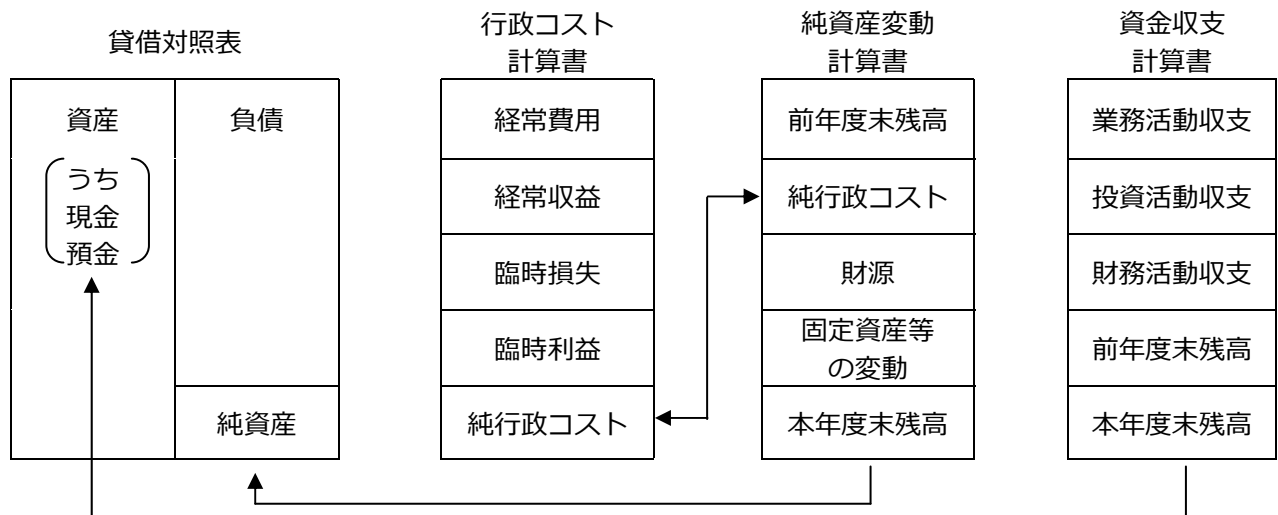 貸借対照表
資産
うち
現金
預金
負債
純資産
行政コスト
計算書
経常費用
経常収益
臨時損失
臨時利益
純行政コスト
純資産変動
計算書
前年度末残高
純行政コスト
財源
固定資産等
の変動
本年度末残高
資金収支
計算書
業務活動収支
投資活動収支
財務活動収支
前年度末残高
本年度末残高